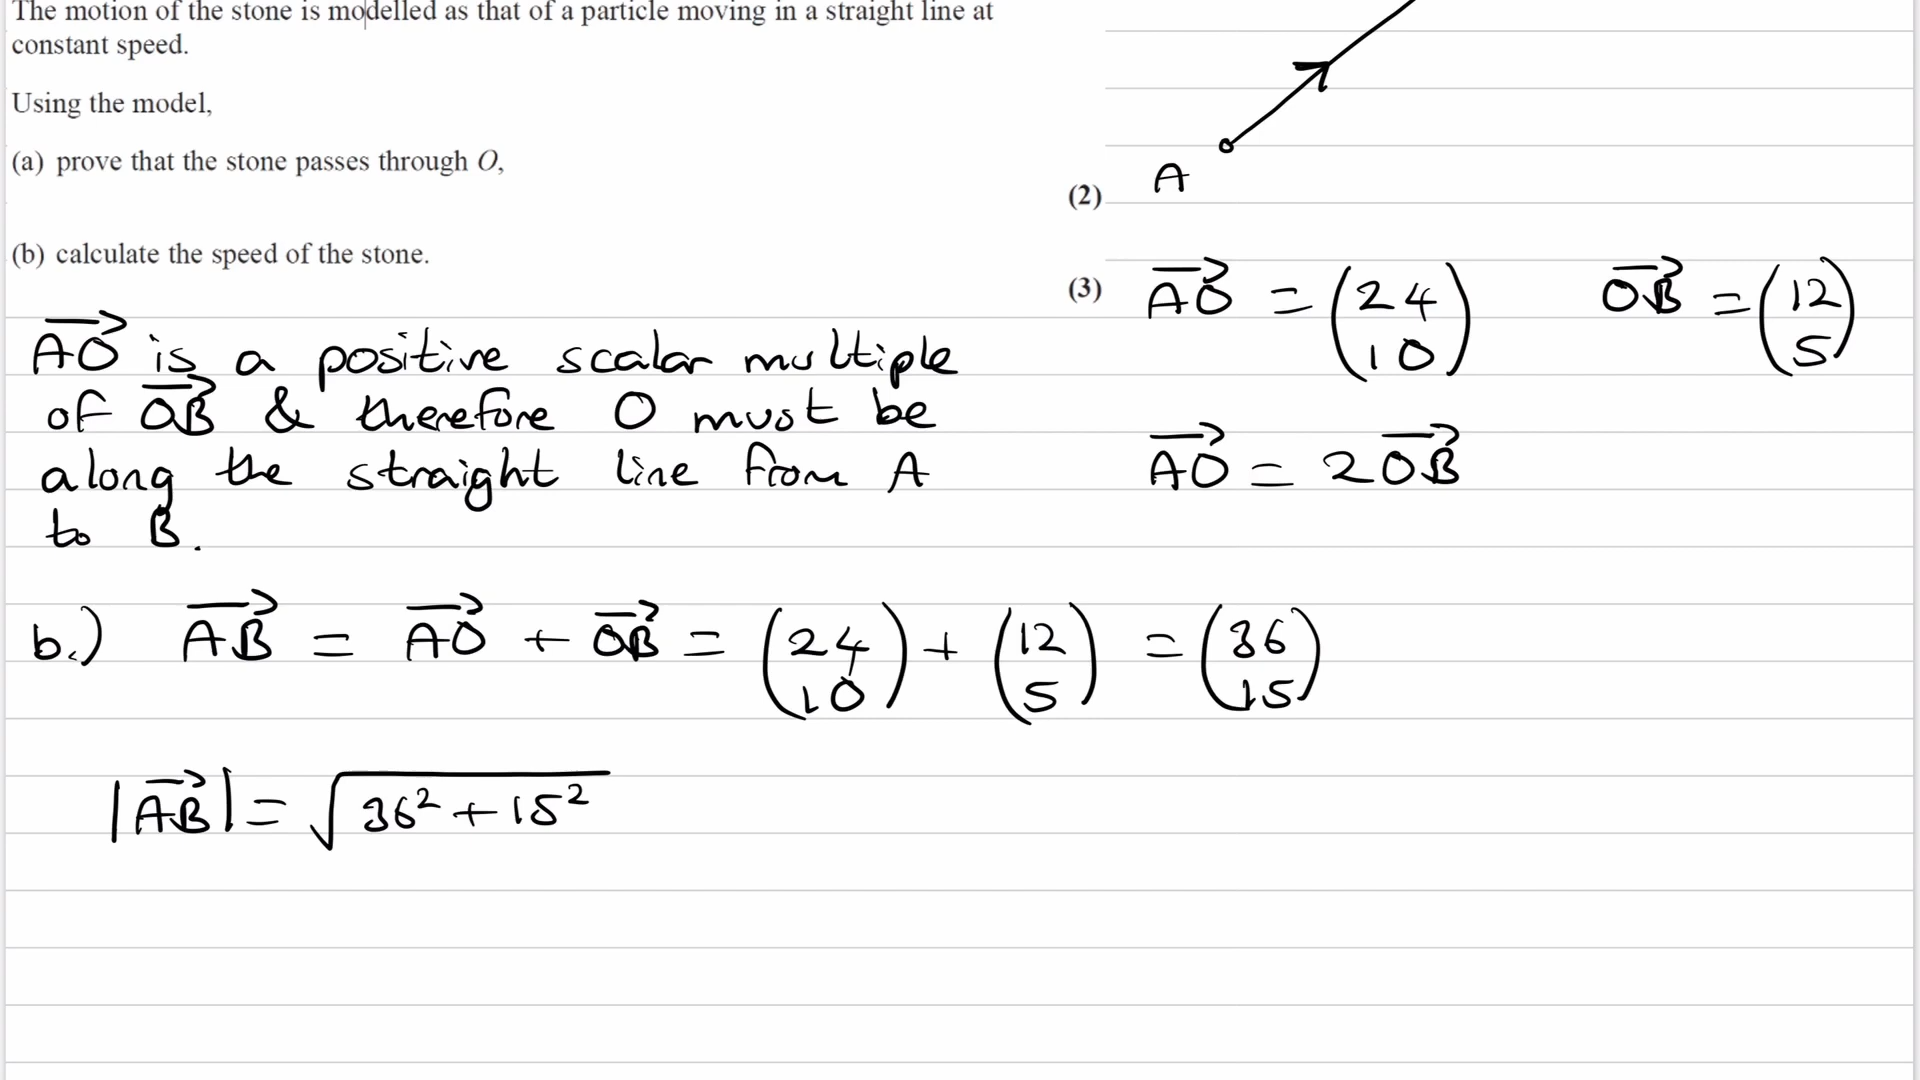 The motion of the stone is modelled as that of a particle moving in a straight line at
constant speed.
Using the model,
(a) prove that the stone passes through O,
(2)
A
(b) calculate the speed of the stone.
(3)
AO→ = (24 10) OB→ = (12 5)
AO→ is a positive scalar multiple
of OB→ & therefore O must be
along the straight line from A
to B.
AO→ = 2OB→
b.) AB→ = AO→ + OB→ = (24 10) + (12 5) = (36 15)
|AB→| = √36² + 15²